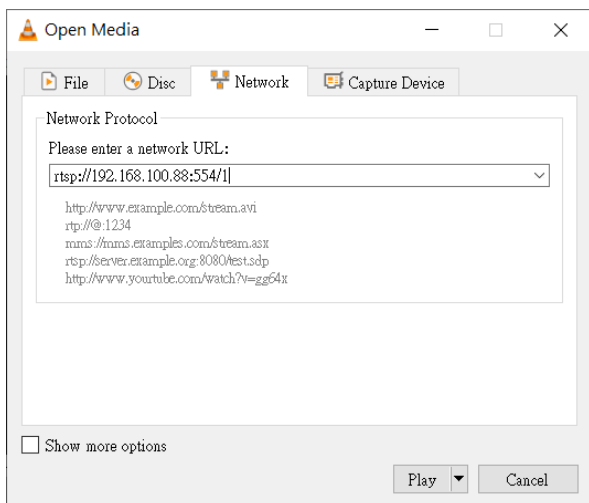 Open Media
File Disc Network Capture Device
Network Protocol
Please enter a network URL:
rtsp://192.168.100.88:554/1
http://www.example.com/stream.avi
rtp://@:1234
mms://mms.examples.com/stream.asx
rtsp://server.example.org:8080/test.sdp
http://www.yourtube.com/watch?v=gg64x
Show more options
Play Cancel